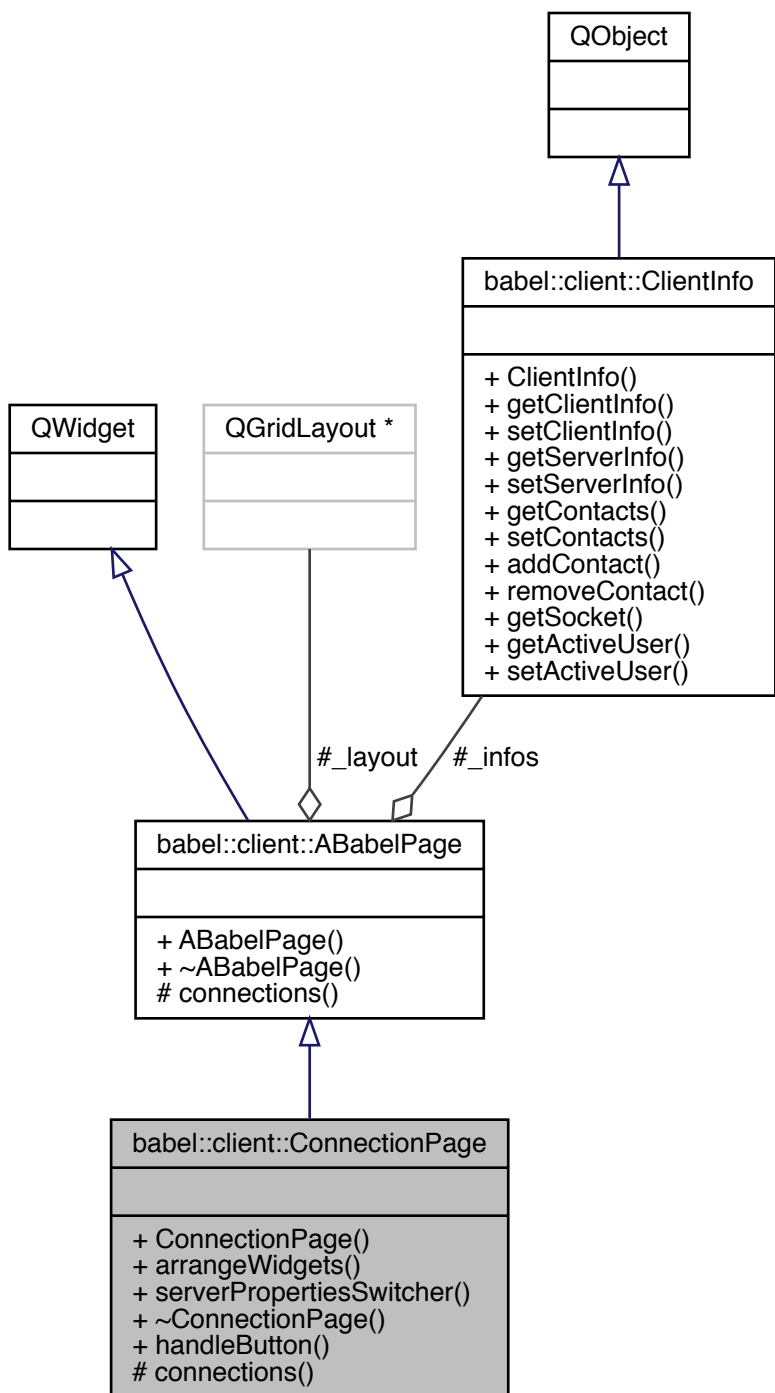 QObject
babel::client::ClientInfo
+ ClientInfo()
+ getClientInfo()
+ setClientInfo()
+ getServerInfo()
+ setServerInfo()
+ getContacts()
+ setContacts()
+ addContact()
+ removeContact()
+ getSocket()
+ getActiveUser()
+ setActiveUser()
QWidget
QGridLayout *
#_layout
#_infos
babel::client::ABabelPage
+ ABabelPage()
+ ~ABabelPage()
# connections()
babel::client::ConnectionPage
+ ConnectionPage()
+ arrangeWidgets()
+ serverPropertiesSwitcher()
+ ~ConnectionPage()
+ handleButton()
# connections()